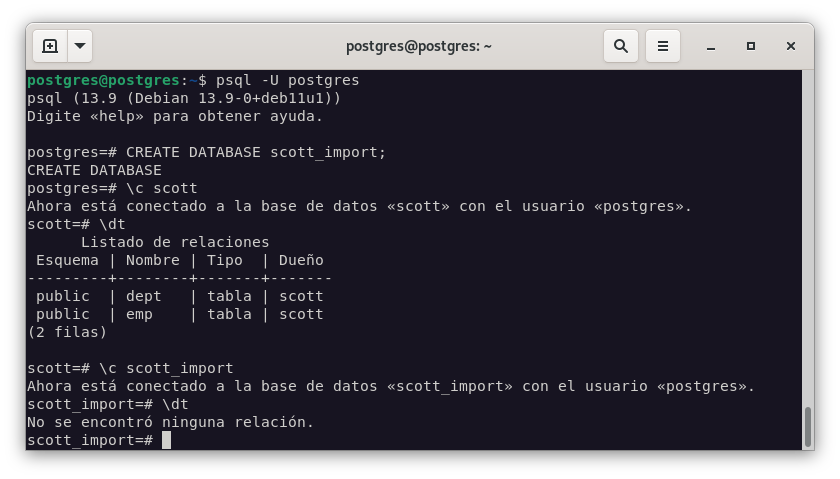 postgres@postgres: ~
postgres@postgres:~$ psql -U postgres
psql (13.9 (Debian 13.9-0+deb11u1))
Digite «help» para obtener ayuda.
postgres=# CREATE DATABASE scott_import;
CREATE DATABASE
postgres=# \c scott
Ahora está conectado a la base de datos «scott» con el usuario «postgres».
scott=# \dt
      Listado de relaciones
 Esquema | Nombre | Tipo  | Dueño
---------+--------+-------+-------
 public  | dept   | tabla | scott
 public  | emp    | tabla | scott
(2 filas)
scott=# \c scott_import
Ahora está conectado a la base de datos «scott_import» con el usuario «postgres».
scott_import=# \dt
No se encontró ninguna relación.
scott_import=#